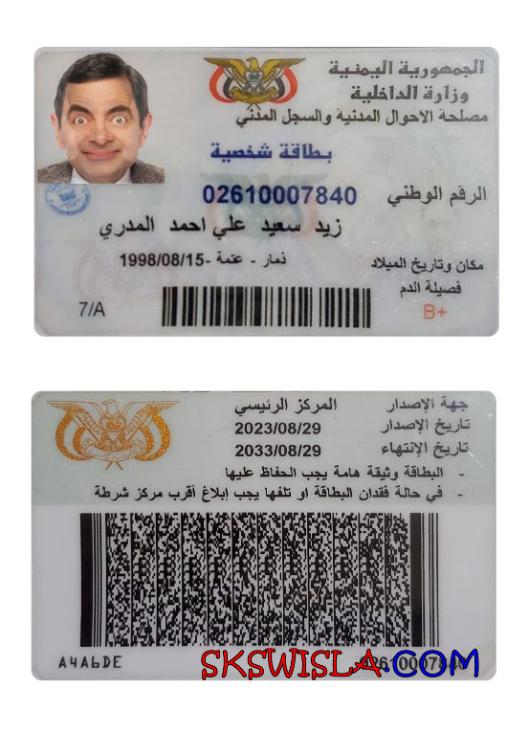 الجمهورية اليمنية
وزارة الداخلية
مصلحة الاحوال المدنية والسجل المدني
بطاقة شخصية
الرقم الوطني 02610007840
زيد سعيد علي احمد المدري
مكان وتاريخ الميلاد ذمار - عتمة -1998/08/15
فصيلة الدم
B+
7/A
جهة الإصدار المركز الرئيسي
تاريخ الإصدار 2023/08/29
تاريخ الإنتهاء 2033/08/29
- البطاقة وثيقة هامة يجب الحفاظ عليها
- في حالة فقدان البطاقة او تلفها يجب إبلاغ أقرب مركز شرطة
A4A6DE
02610007840
SKSWISLA.COM